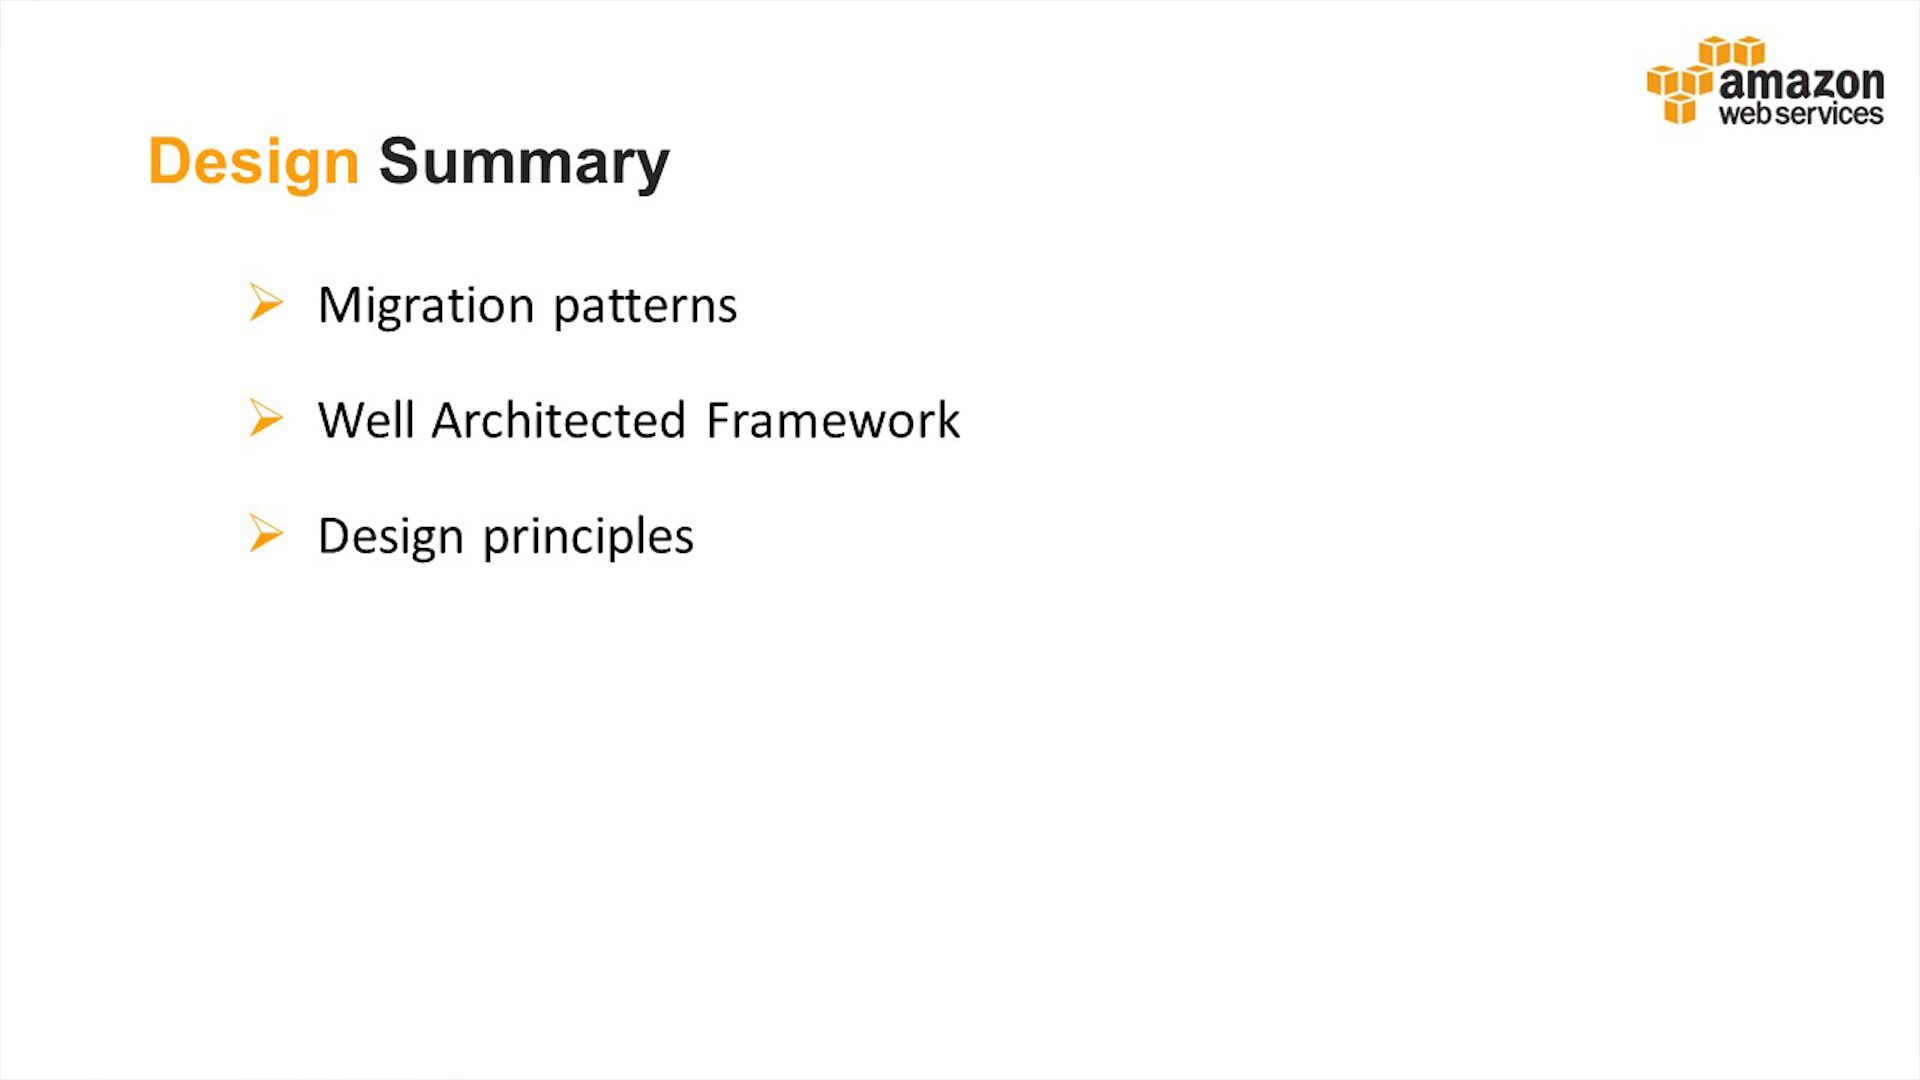 amazon
web services
Design Summary
Migration patterns
Well Architected Framework
Design principles